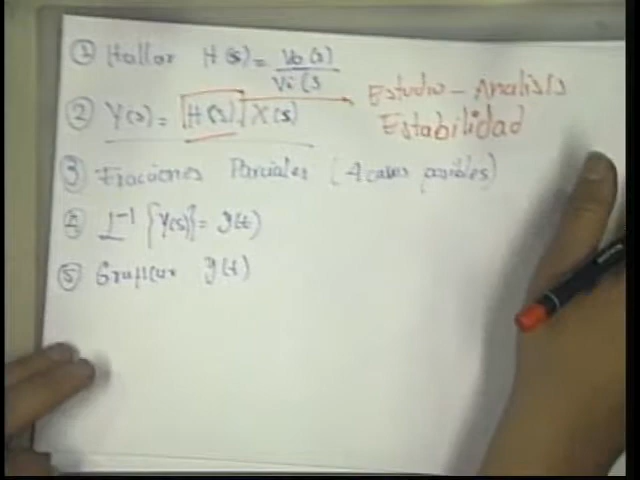 ① Hallar H(s) = Vo(s) / Vi(s
② Y(s) = H(s) X(s)
Estudio - Analisis
Estabilidad
③ Fracciones Parciales (4 casos posibles)
④ L⁻¹ {Y(s)} = y(t)
⑤ Graficar y(t)